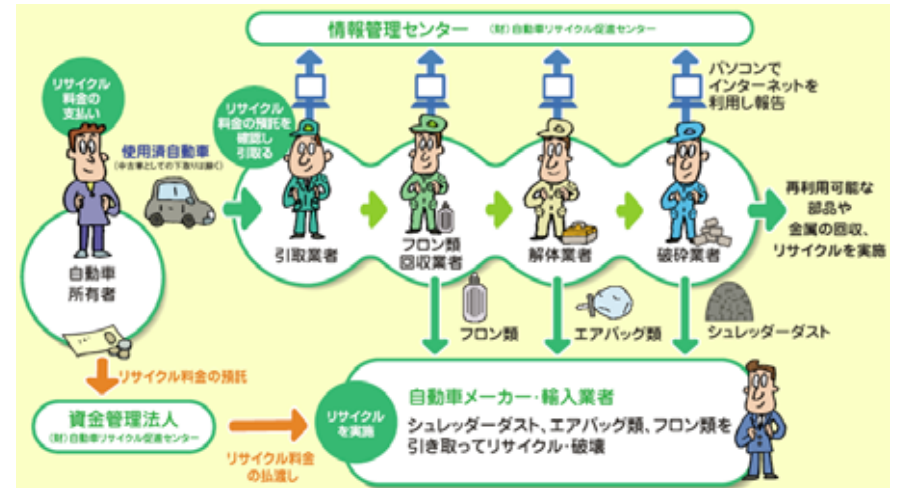 情報管理センター (財)自動車リサイクル促進センター
リサイクル
料金の
支払い
使用済自動車
(中古車としての下取りは除く)
自動車
所有者
リサイクル
料金の預託を
確認し
引取る
引取業者
フロン類
回収業者
解体業者
破砕業者
パソコンで
インターネットを
利用し報告
再利用可能な
部品や
金属の回収、
リサイクルを実施
フロン類
エアバッグ類
シュレッダーダスト
リサイクル料金の預託
資金管理法人
(財)自動車リサイクル促進センター
リサイクル料金
の払渡し
リサイクル
を実施
自動車メーカー・輸入業者
シュレッダーダスト、エアバッグ類、フロン類を
引き取ってリサイクル・破壊